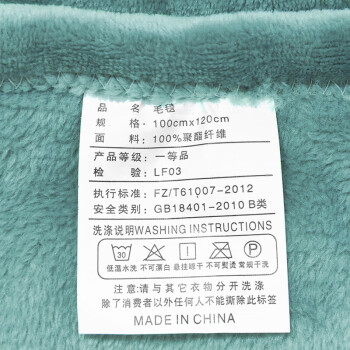 品 名：毛毯
规 格：100cmx120cm
面 料：100%聚酯纤维
产品等级：一等品
检 验：LF03
执行标准：FZ/T61007-2012
安全类别：GB18401-2010 B类
洗涤说明WASHING INSTRUCTIONS
30
低温水洗 不可漂白 悬挂晾干 不可熨烫 常规干洗
注意:请与其它衣物分开洗涤
除了消费者以外任何人不能撕除此标签
MADE IN CHINA